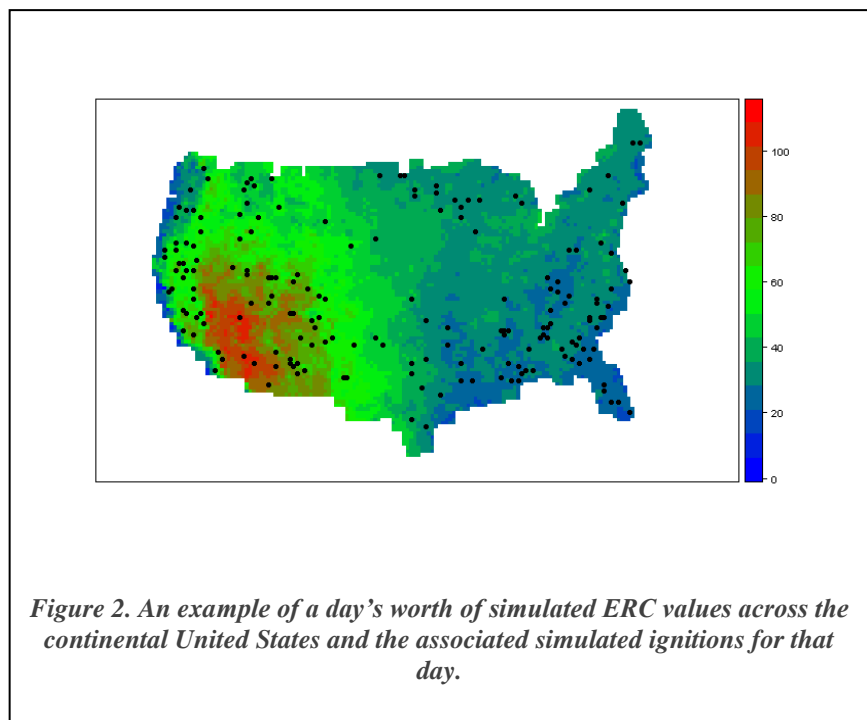 100
80
60
40
20
0
Figure 2. An example of a day’s worth of simulated ERC values across the
continental United States and the associated simulated ignitions for that
day.